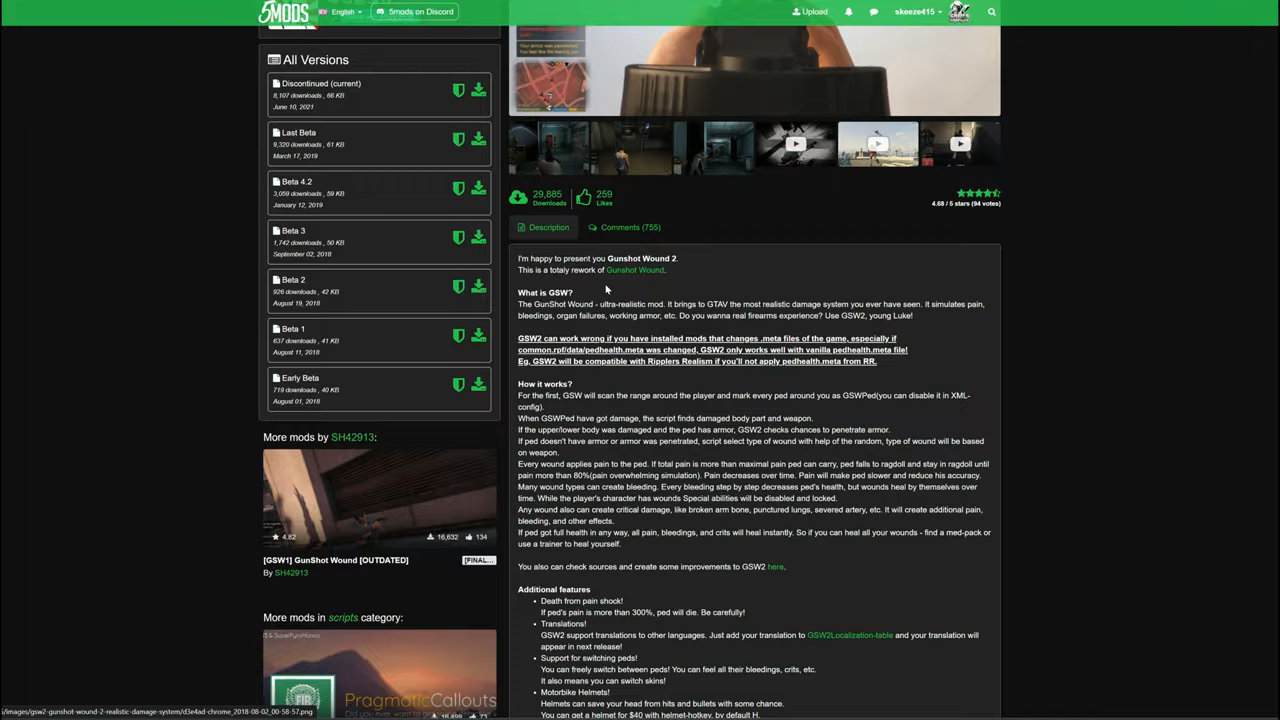 5MODS
English
5mods on Discord
Upload
skeeze415
All Versions
Discontinued (current)
8,107 downloads , 66 KB
June 10, 2021
Last Beta
9,320 downloads , 61 KB
March 17, 2019
Beta 4.2
3,059 downloads , 59 KB
January 12, 2019
Beta 3
1,742 downloads , 50 KB
September 02, 2018
Beta 2
926 downloads , 42 KB
August 19, 2018
Beta 1
637 downloads , 41 KB
August 11, 2018
Early Beta
719 downloads , 40 KB
August 01, 2018
More mods by SH42913:
4.82
16,632
134
[GSW1] GunShot Wound [OUTDATED]
[FINAL...
By SH42913
More mods in scripts category:
PragmaticCallouts
/images/gsw2-gunshot-wound-2-realistic-damage-system/d3e4ad-chrome_2018-08-02_00-58-57.png
29,885
Downloads
259
Likes
4.68 / 5 stars (94 votes)
Description
Comments (755)
I'm happy to present you Gunshot Wound 2.
This is a totaly rework of Gunshot Wound.
What is GSW?
The GunShot Wound - ultra-realistic mod. It brings to GTAV the most realistic damage system you ever have seen. It simulates pain,
bleedings, organ failures, working armor, etc. Do you wanna real firearms experience? Use GSW2, young Luke!
GSW2 can work wrong if you have installed mods that changes .meta files of the game, especially if
common.rpf/data/pedhealth.meta was changed, GSW2 only works well with vanilla pedhealth.meta file!
Eg, GSW2 will be compatible with Ripplers Realism if you'll not apply pedhealth.meta from RR.
How it works?
For the first, GSW will scan the range around the player and mark every ped around you as GSWPed(you can disable it in XML-
config).
When GSWPed have got damage, the script finds damaged body part and weapon.
If the upper/lower body was damaged and the ped has armor, GSW2 checks chances to penetrate armor.
If ped doesn't have armor or armor was penetrated, script select type of wound with help of the random, type of wound will be based
on weapon.
Every wound applies pain to the ped. If total pain is more than maximal pain ped can carry, ped falls to ragdoll and stay in ragdoll until
pain more than 80%(pain overwhelming simulation). Pain decreases over time. Pain will make ped slower and reduce his accuracy.
Many wound types can create bleeding. Every bleeding step by step decreases ped's health, but wounds heal by themselves over
time. While the player's character has wounds Special abilities will be disabled and locked.
Any wound also can create critical damage, like broken arm bone, punctured lungs, severed artery, etc. It will create additional pain,
bleeding, and other effects.
If ped got full health in any way, all pain, bleedings, and crits will heal instantly. So if you can heal all your wounds - find a med-pack or
use a trainer to heal yourself.
You also can check sources and create some improvements to GSW2 here.
Additional features
• Death from pain shock!
If ped's pain is more than 300%, ped will die. Be carefully!
• Translations!
GSW2 support translations to other languages. Just add your translation to GSW2Localization-table and your translation will
appear in next release!
• Support for switching peds!
You can freely switch between peds! You can feel all their bleedings, crits, etc.
It also means you can switch skins!
• Motorbike Helmets!
Helmets can save your head from hits and bullets with some chance.
You can get a helmet for $40 with helmet-hotkey, by default H.